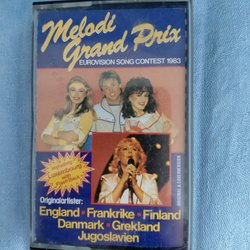 Melodi
Grand Prix
EUROVISION SONG CONTEST 1983
Originalartister:
England • Frankrike • Finland
Danmark • Grekland
Jugoslavien